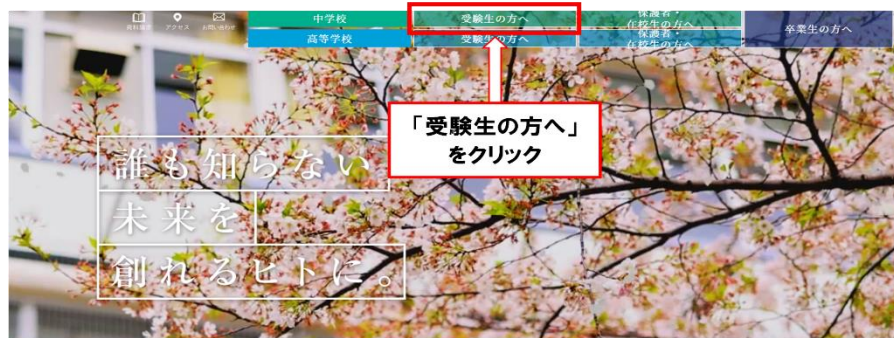 資料請求
アクセス
お問い合わせ
中学校
受験生の方へ
保護者・
在校生の方へ
卒業生の方へ
高等学校
受験生の方へ
保護者・
在校生の方へ
「受験生の方へ」
をクリック
誰も知らない
未来を
創れるヒトに。